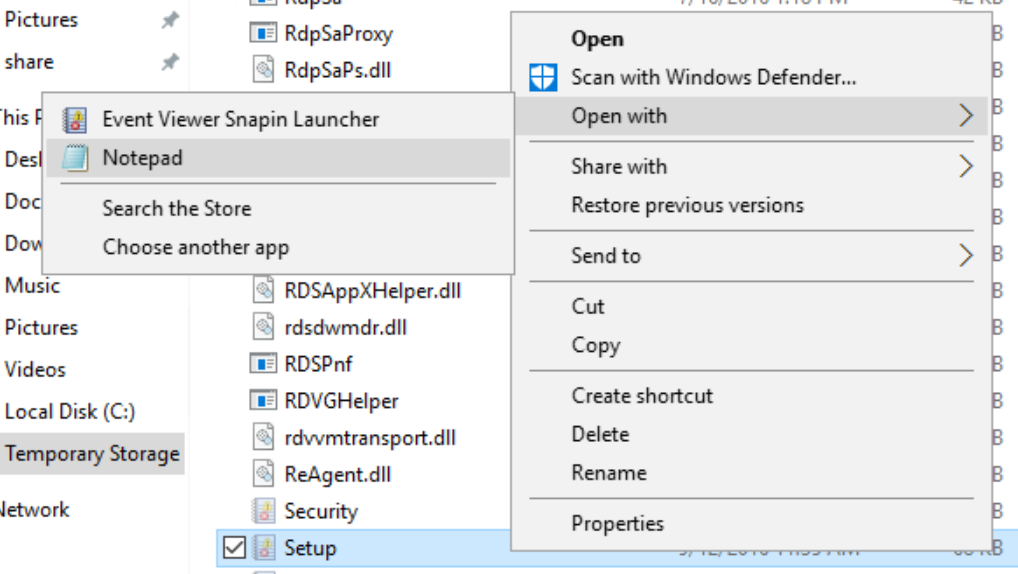 Pictures
share
This P
Desk
Doc
Dow
Music
Pictures
Videos
Local Disk (C:)
Temporary Storage
Network
RdpSa
RdpSaProxy
RdpSaPs.dll
Event Viewer Snapin Launcher
Notepad
Search the Store
Choose another app
RDSAppXHelper.dll
rdsdwmdr.dll
RDSPnf
RDVGHelper
rdvvmtransport.dll
ReAgent.dll
Security
Setup
Open
Scan with Windows Defender...
Open with
Share with
Restore previous versions
Send to
Cut
Copy
Create shortcut
Delete
Rename
Properties